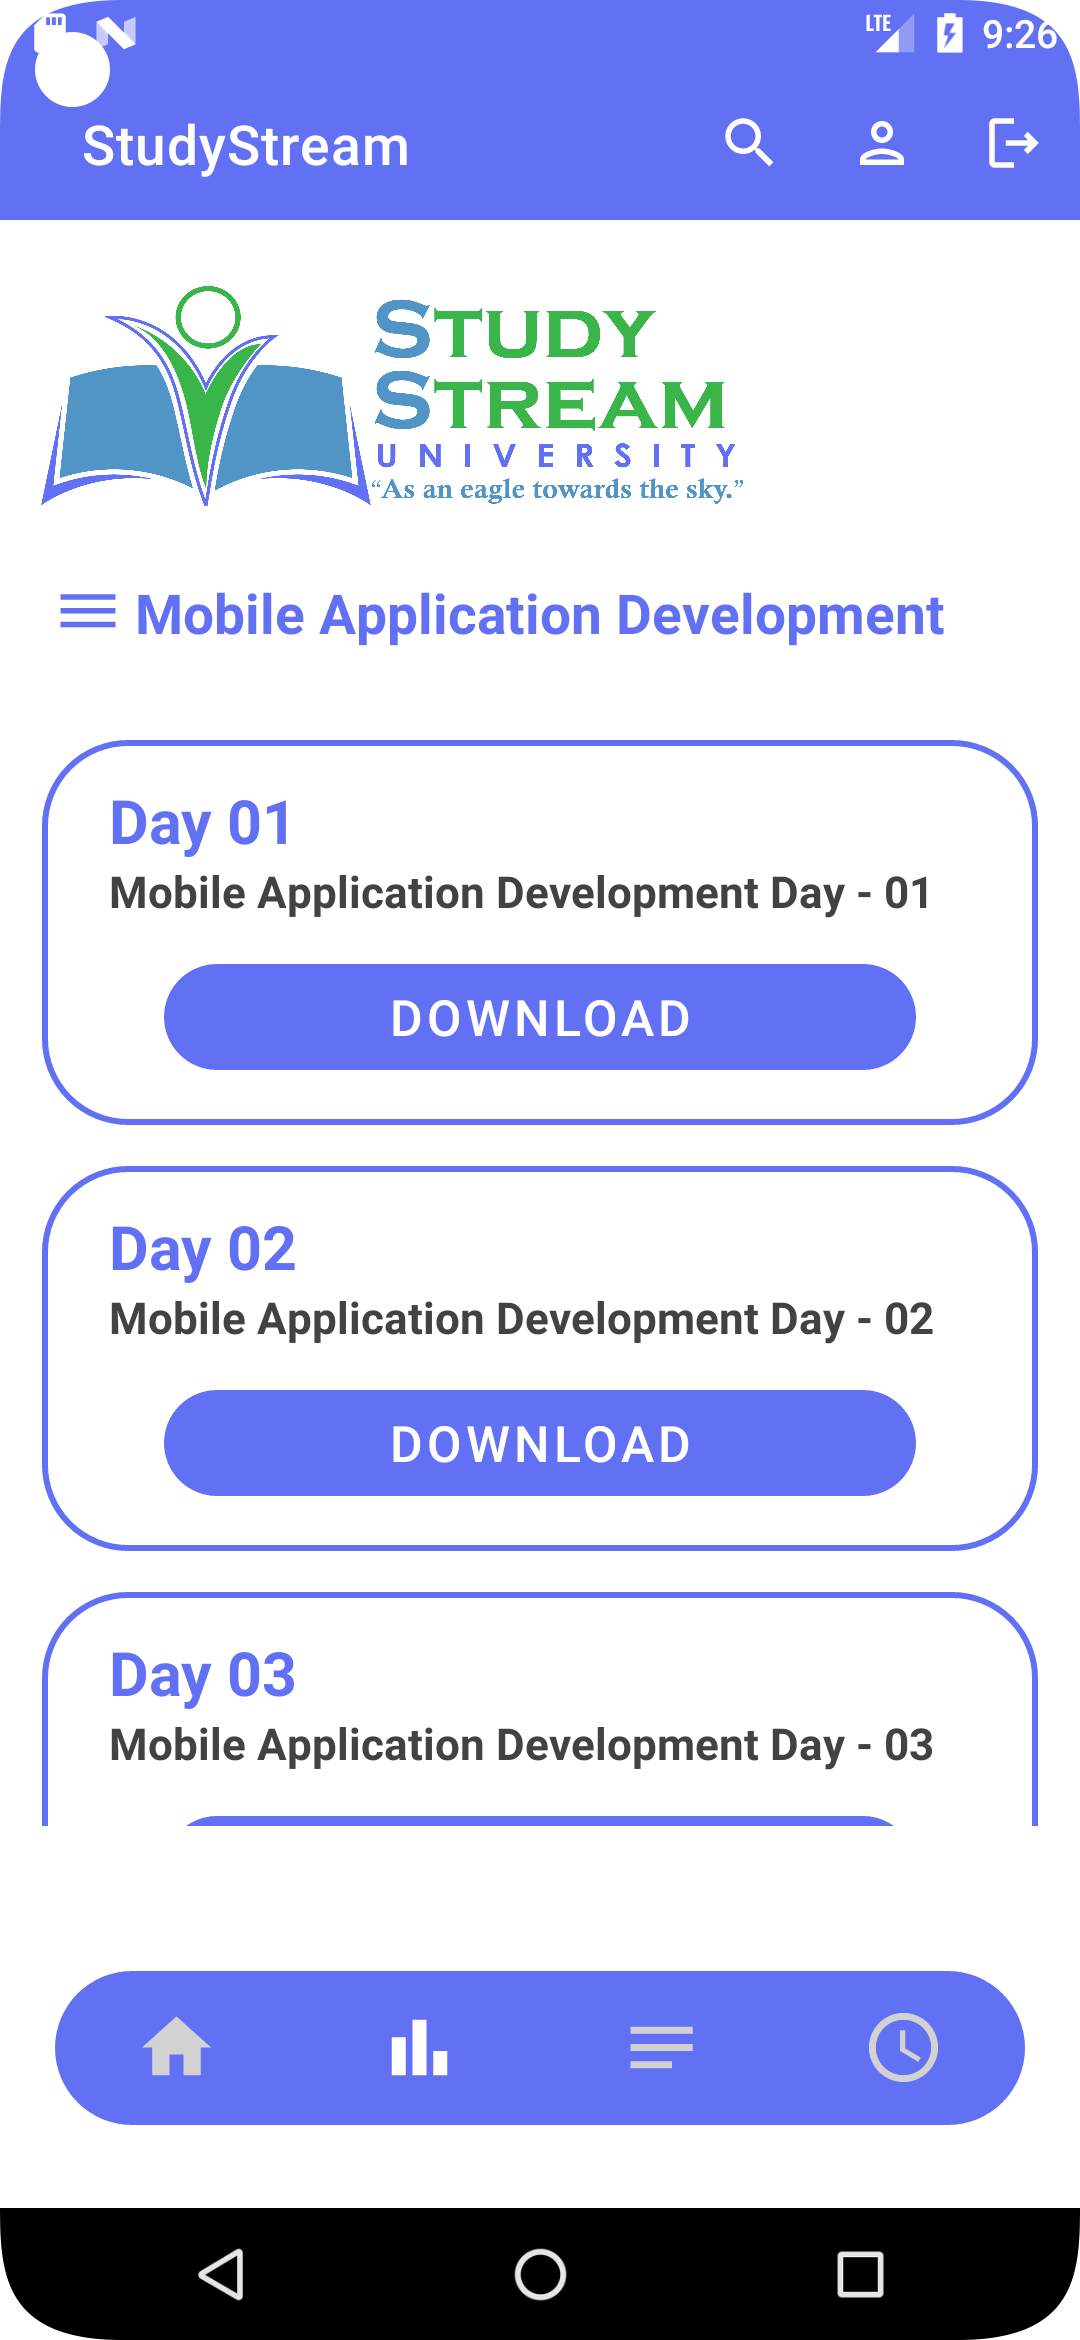 LTE 9:26
StudyStream
STUDY
STREAM
UNIVERSITY
“As an eagle towards the sky.”
Mobile Application Development
Day 01
Mobile Application Development Day - 01
DOWNLOAD
Day 02
Mobile Application Development Day - 02
DOWNLOAD
Day 03
Mobile Application Development Day - 03